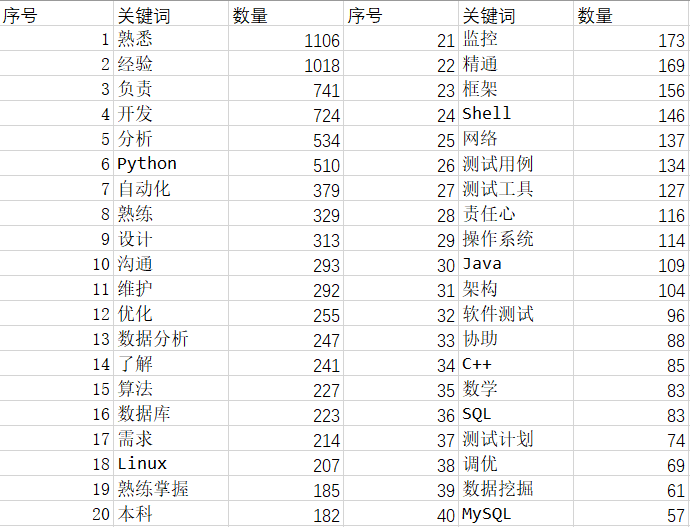 序号 关键词 数量 序号 关键词 数量
1 熟悉 1106 21 监控 173
2 经验 1018 22 精通 169
3 负责 741 23 框架 156
4 开发 724 24 Shell 146
5 分析 534 25 网络 137
6 Python 510 26 测试用例 134
7 自动化 379 27 测试工具 127
8 熟练 329 28 责任心 116
9 设计 313 29 操作系统 114
10 沟通 293 30 Java 109
11 维护 292 31 架构 104
12 优化 255 32 软件测试 96
13 数据分析 247 33 协助 88
14 了解 241 34 C++ 85
15 算法 227 35 数学 83
16 数据库 223 36 SQL 83
17 需求 214 37 测试计划 74
18 Linux 207 38 调优 69
19 熟练掌握 185 39 数据挖掘 61
20 本科 182 40 MySQL 57